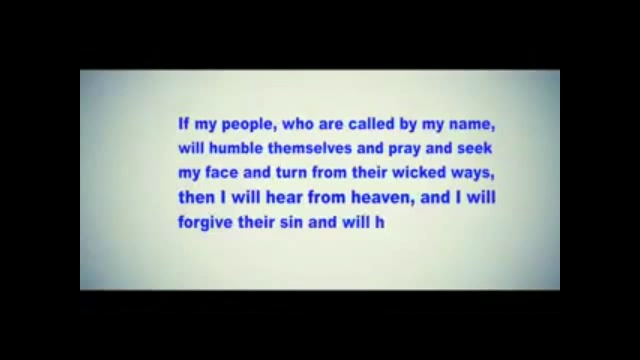 If my people, who are called by my name,
will humble themselves and pray and seek
my face and turn from their wicked ways,
then I will hear from heaven, and I will
forgive their sin and will h